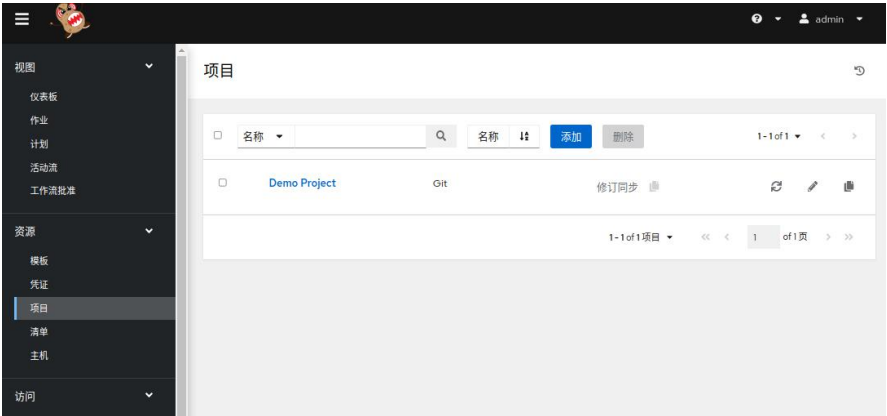 admin
视图
仪表板
作业
计划
活动流
工作流批准
资源
模板
凭证
项目
清单
主机
访问
项目
名称 名称 添加 删除 1-1 of 1
Demo Project Git 修订同步
1-1 of 1 项目 1 of 1 页